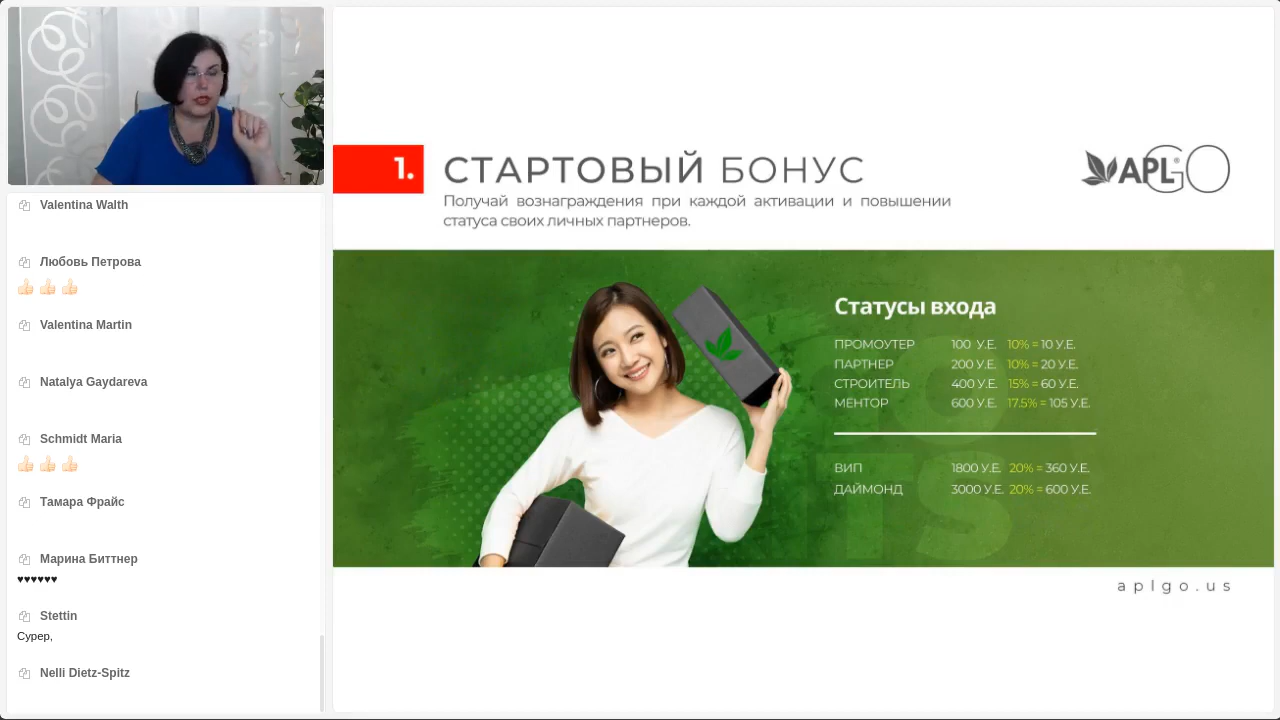 Valentina Walth
Любовь Петрова
Valentina Martin
Natalya Gaydareva
Schmidt Maria
Тамара Фрайс
Марина Биттнер
♥♥♥♥♥♥
Stettin
Сурер,
Nelli Dietz-Spitz
1. СТАРТОВЫЙ БОНУС
Получай вознаграждения при каждой активации и повышении
статуса своих личных партнеров.
APLGO
Статусы входа
ПРОМОУТЕР 100 У.Е. 10% = 10 У.Е.
ПАРТНЕР 200 У.Е. 10% = 20 У.Е.
СТРОИТЕЛЬ 400 У.Е. 15% = 60 У.Е.
МЕНТОР 600 У.Е. 17.5% = 105 У.Е.
ВИП 1800 У.Е. 20% = 360 У.Е.
ДАЙМОНД 3000 У.Е. 20% = 600 У.Е.
aplgo.us